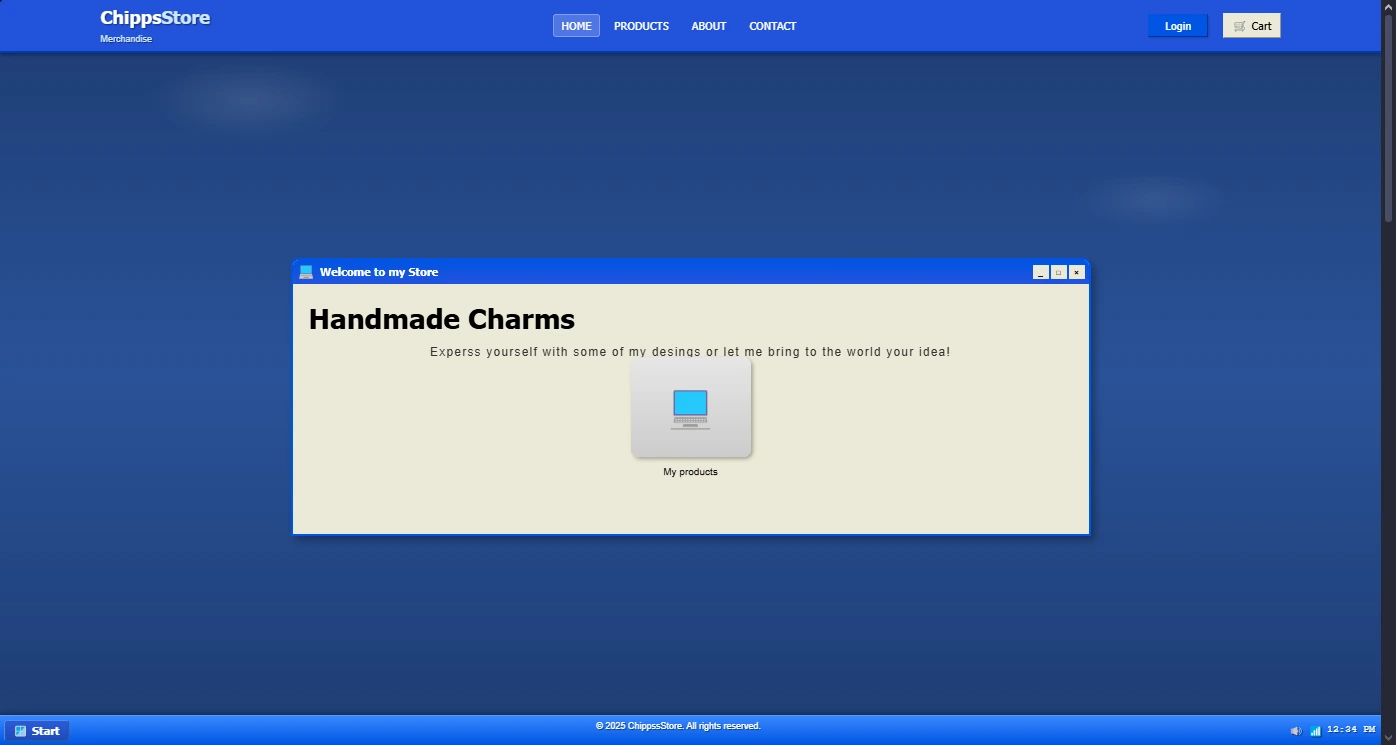 ChippsStore
Merchandise
HOME PRODUCTS ABOUT CONTACT
Login Cart
Welcome to my Store
Handmade Charms
Experss yourself with some of my desings or let me bring to the world your idea!
My products
Start
© 2025 ChippssStore. All rights reserved.
12:34 PM